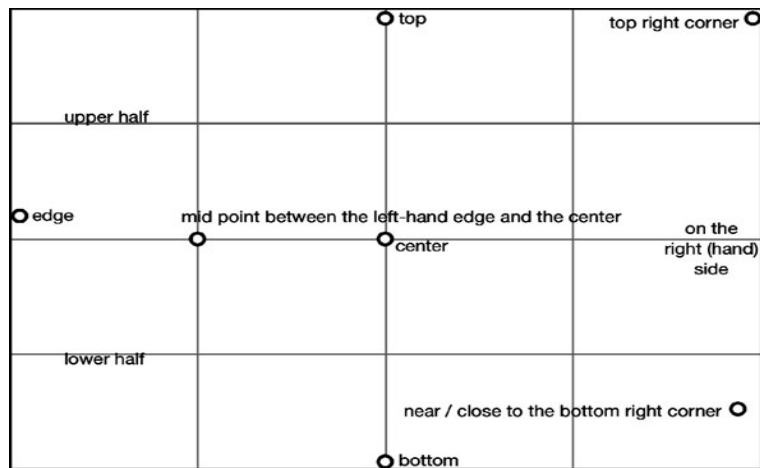 top
top right corner
upper half
edge
mid point between the left-hand edge and the center
center
on the
right (hand)
side
lower half
near / close to the bottom right corner
bottom